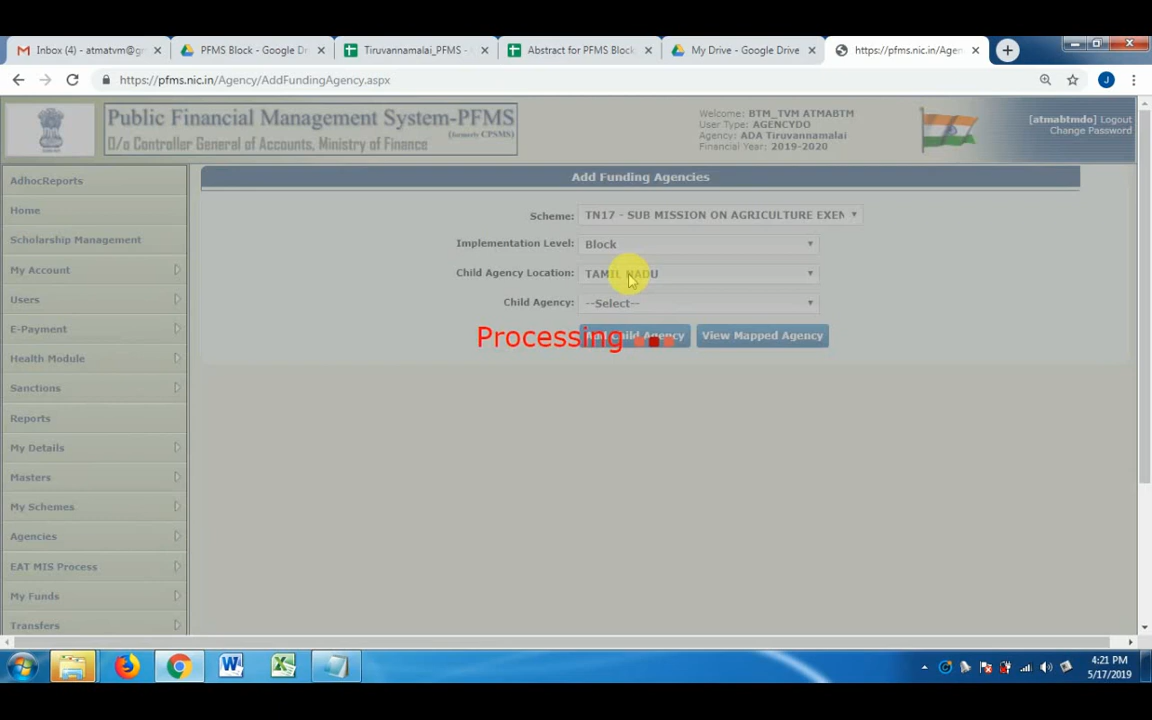 Inbox (4) - atmatvm@g
PFMS Block - Google Dr
Tiruvannamalai_PFMS -
Abstract for PFMS Block
My Drive - Google Drive
https://pfms.nic.in/Agen
https://pfms.nic.in/Agency/AddFundingAgency.aspx
J
Public Financial Management System-PFMS
(formerly CPSMS)
O/o Controller General of Accounts, Ministry of Finance
Welcome: BTM_TVM ATMABTM
User Type: AGENCYDO
Agency: ADA Tiruvannamalai
Financial Year: 2019-2020
[atmabtmdo] Logout
Change Password
AdhocReports
Home
Scholarship Management
My Account
Users
E-Payment
Health Module
Sanctions
Reports
My Details
Masters
My Schemes
Agencies
EAT MIS Process
My Funds
Transfers
Add Funding Agencies
Scheme: TN17 - SUB MISSION ON AGRICULTURE EXEN
Implementation Level: Block
Child Agency Location: TAMIL NADU
Child Agency: --Select--
Processing
Add Child Agency
View Mapped Agency
4:21 PM
5/17/2019